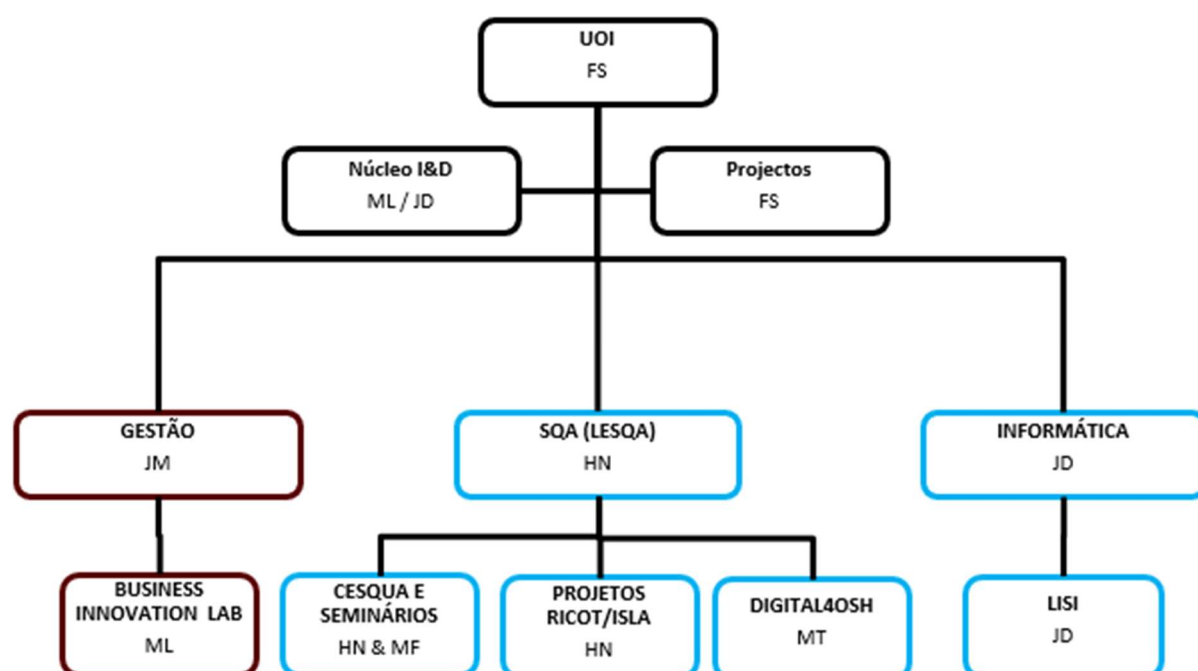 UOI
FS
Núcleo I&D
ML / JD
Projectos
FS
GESTÃO
JM
SQA (LESQA)
HN
INFORMÁTICA
JD
BUSINESS
INNOVATION LAB
ML
CESQUA E
SEMINÁRIOS
HN & MF
PROJETOS
RICOT/ISLA
HN
DIGITAL4OSH
MT
LISI
JD